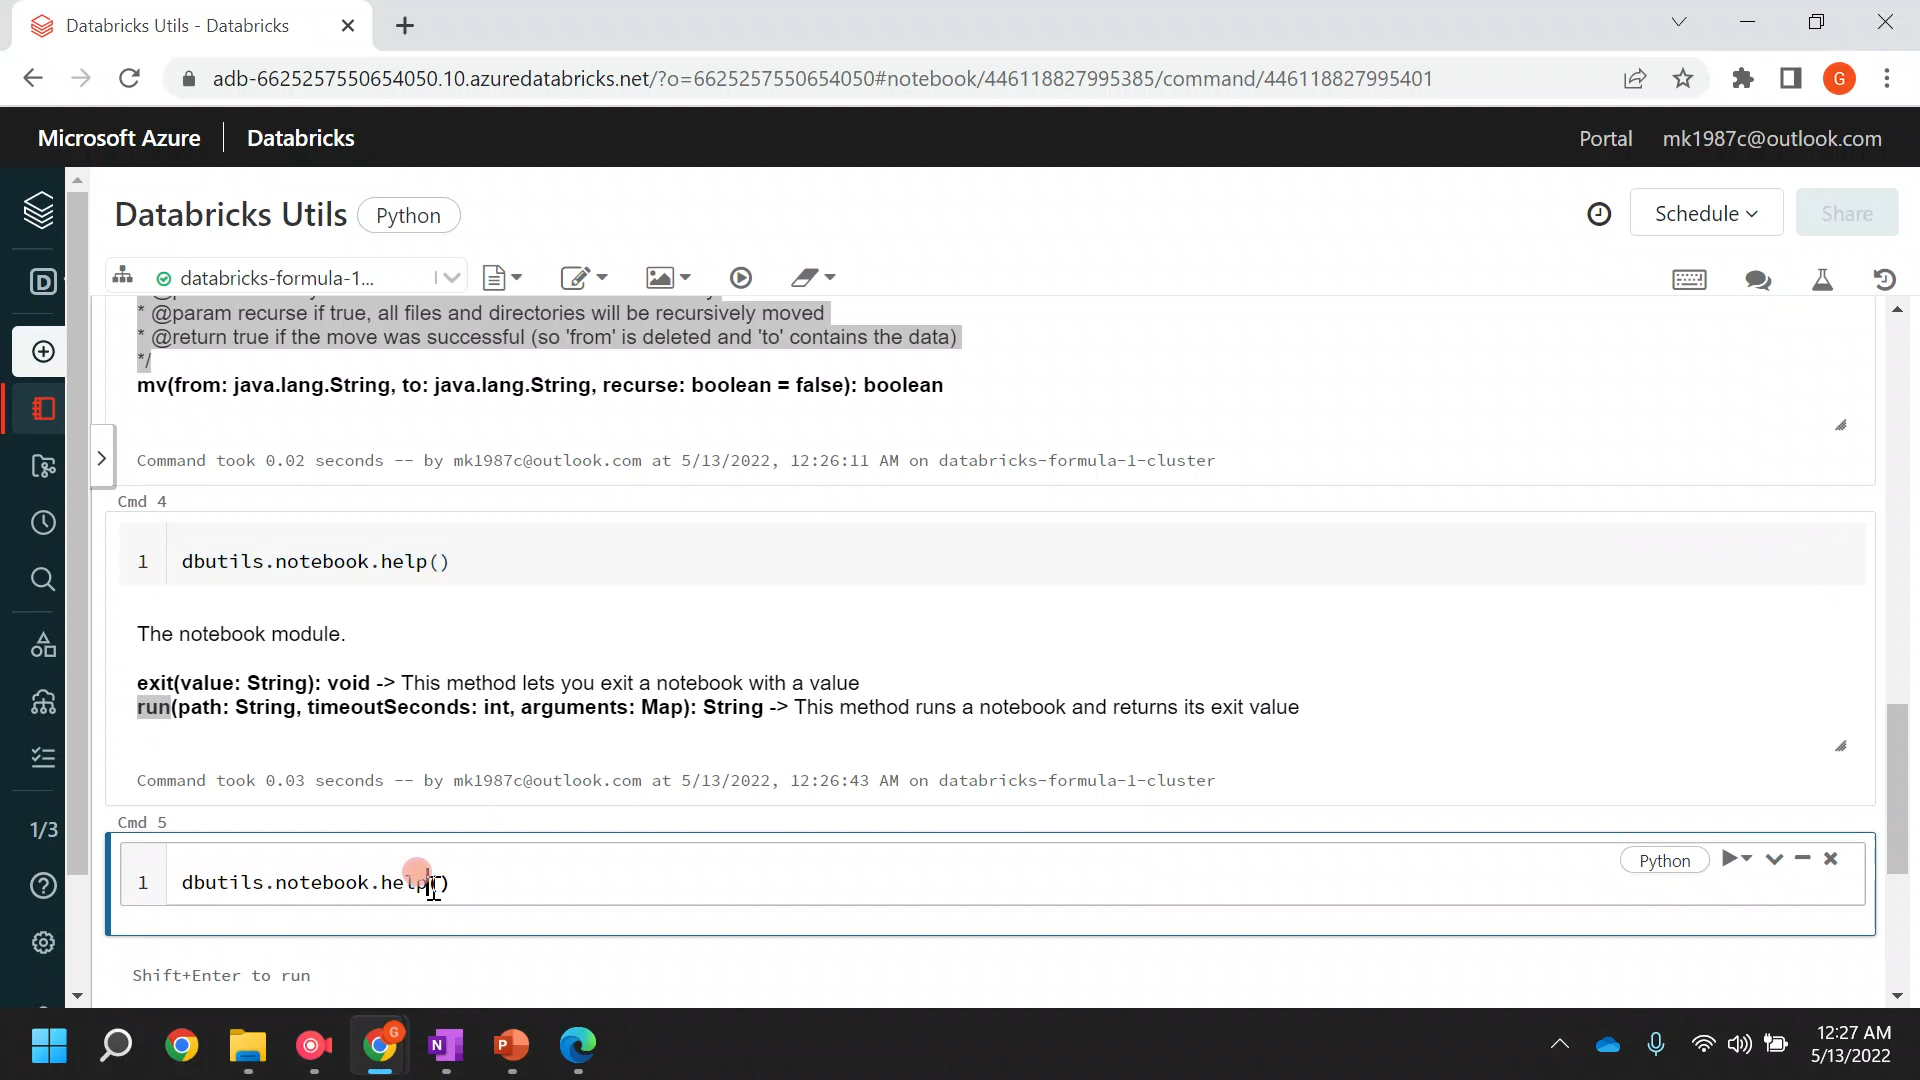 Databricks Utils - Databricks
adb-6625257550654050.10.azuredatabricks.net/?o=6625257550654050#notebook/446118827995385/command/446118827995401
G
Microsoft Azure
Databricks
Portal
mk1987c@outlook.com
Databricks Utils
Python
Schedule
Share
D
databricks-formula-1...
* @param recurse if true, all files and directories will be recursively moved
* @return true if the move was successful (so 'from' is deleted and 'to' contains the data)
*/
mv(from: java.lang.String, to: java.lang.String, recurse: boolean = false): boolean
Command took 0.02 seconds -- by mk1987c@outlook.com at 5/13/2022, 12:26:11 AM on databricks-formula-1-cluster
Cmd 4
1 dbutils.notebook.help()
The notebook module.
exit(value: String): void -> This method lets you exit a notebook with a value
run(path: String, timeoutSeconds: int, arguments: Map): String -> This method runs a notebook and returns its exit value
Command took 0.03 seconds -- by mk1987c@outlook.com at 5/13/2022, 12:26:43 AM on databricks-formula-1-cluster
Cmd 5
1/3
Python
1 dbutils.notebook.help()
Shift+Enter to run
G
N
P
12:27 AM
5/13/2022